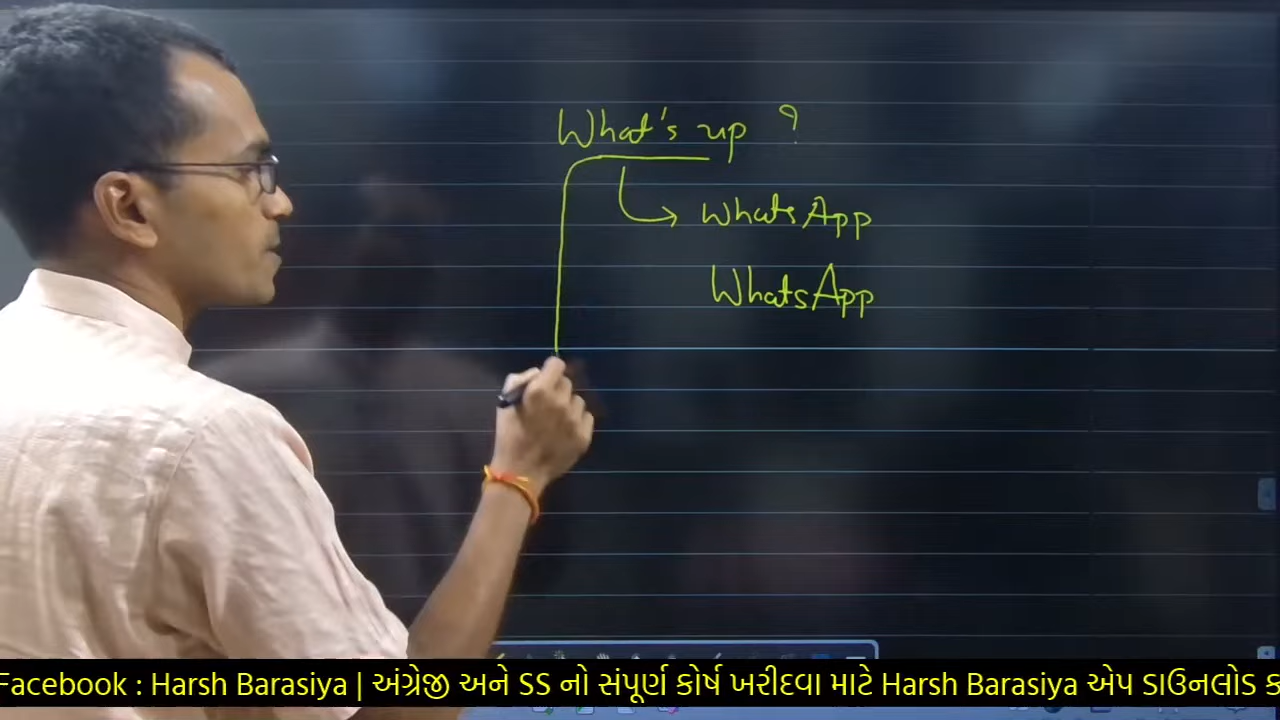 What's up ?
WhatsApp
WhatsApp
Facebook : Harsh Barasiya | અંગ્રેજી અને SS નો સંપૂર્ણ કોર્ષ ખરીદવા માટે Harsh Barasiya એપ ડાઉનલોડ ક